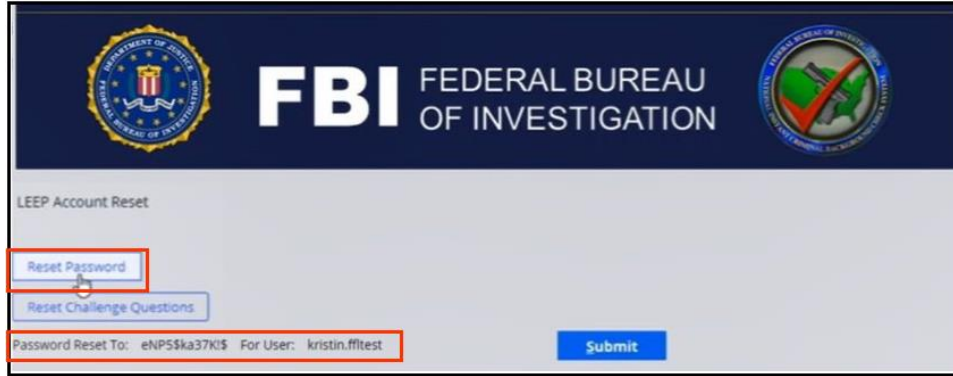 FBI FEDERAL BUREAU
OF INVESTIGATION
LEEP Account Reset
Reset Password
Reset Challenge Questions
Password Reset To: eNP5$ka37K!$ For User: kristin.ffltest
Submit